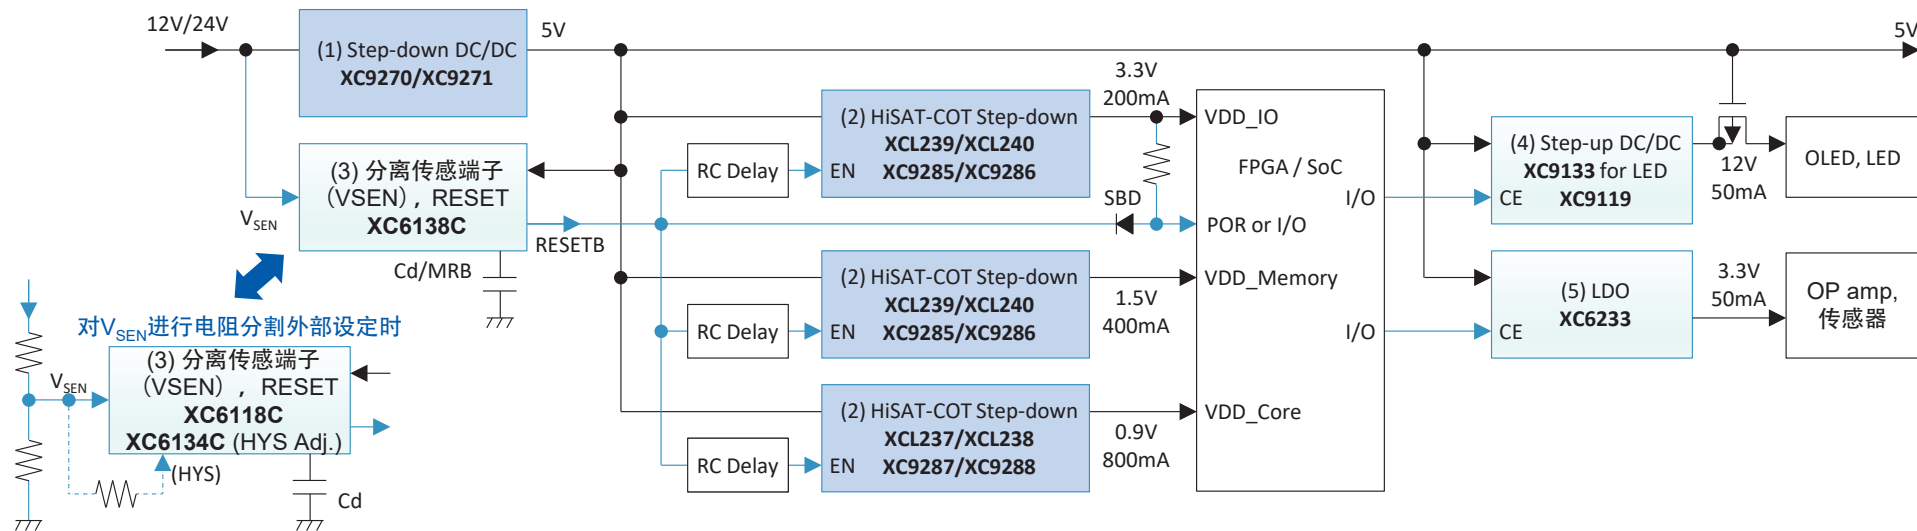 12V/24V
(1) Step-down DC/DC
XC9270/XC9271
5V
5V
(3) 分离传感端子
（VSEN），RESET
XC6138C
VSEN
RESETB
Cd/MRB
对VSEN进行电阻分割外部设定时
(3) 分离传感端子
（VSEN），RESET
XC6118C
XC6134C (HYS Adj.)
VSEN
(HYS)
Cd
RC Delay
EN
(2) HiSAT-COT Step-down
XCL239/XCL240
XC9285/XC9286
3.3V
200mA
SBD
RC Delay
EN
(2) HiSAT-COT Step-down
XCL239/XCL240
XC9285/XC9286
1.5V
400mA
RC Delay
EN
(2) HiSAT-COT Step-down
XCL237/XCL238
XC9287/XC9288
0.9V
800mA
VDD_IO
FPGA / SoC
I/O
POR or I/O
VDD_Memory
I/O
VDD_Core
(4) Step-up DC/DC
XC9133 for LED
XC9119
CE
12V
50mA
OLED, LED
(5) LDO
XC6233
CE
3.3V
50mA
OP amp,
传感器